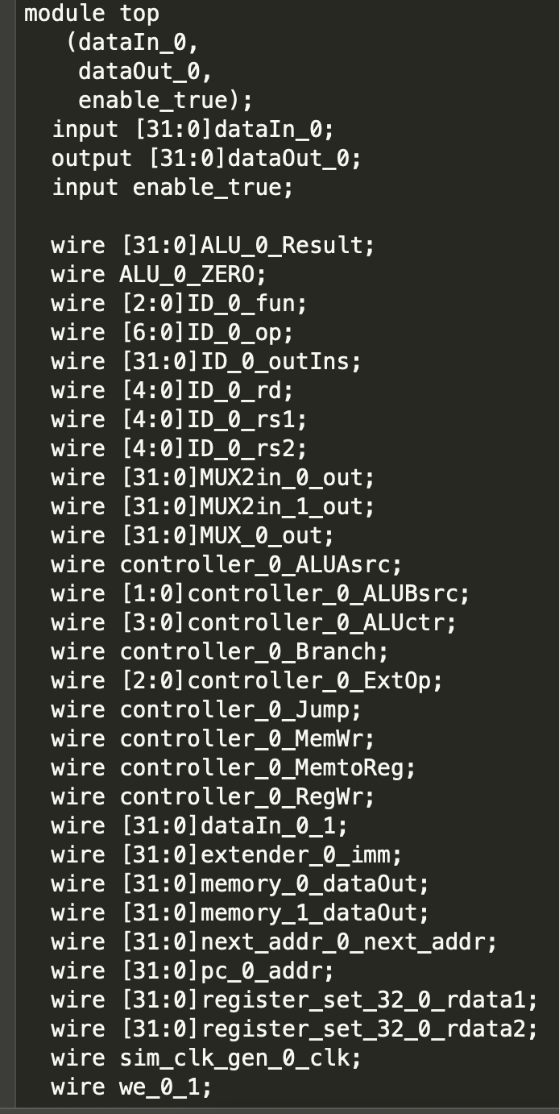 module top
(dataIn_0,
dataOut_0,
enable_true);
input [31:0]dataIn_0;
output [31:0]dataOut_0;
input enable_true;
wire [31:0]ALU_0_Result;
wire ALU_0_ZERO;
wire [2:0]ID_0_fun;
wire [6:0]ID_0_op;
wire [31:0]ID_0_outIns;
wire [4:0]ID_0_rd;
wire [4:0]ID_0_rs1;
wire [4:0]ID_0_rs2;
wire [31:0]MUX2in_0_out;
wire [31:0]MUX2in_1_out;
wire [31:0]MUX_0_out;
wire controller_0_ALUAsrc;
wire [1:0]controller_0_ALUBsrc;
wire [3:0]controller_0_ALUctr;
wire controller_0_Branch;
wire [2:0]controller_0_ExtOp;
wire controller_0_Jump;
wire controller_0_MemWr;
wire controller_0_MemtoReg;
wire controller_0_RegWr;
wire [31:0]dataIn_0_1;
wire [31:0]extender_0_imm;
wire [31:0]memory_0_dataOut;
wire [31:0]memory_1_dataOut;
wire [31:0]next_addr_0_next_addr;
wire [31:0]pc_0_addr;
wire [31:0]register_set_32_0_rdata1;
wire [31:0]register_set_32_0_rdata2;
wire sim_clk_gen_0_clk;
wire we_0_1;